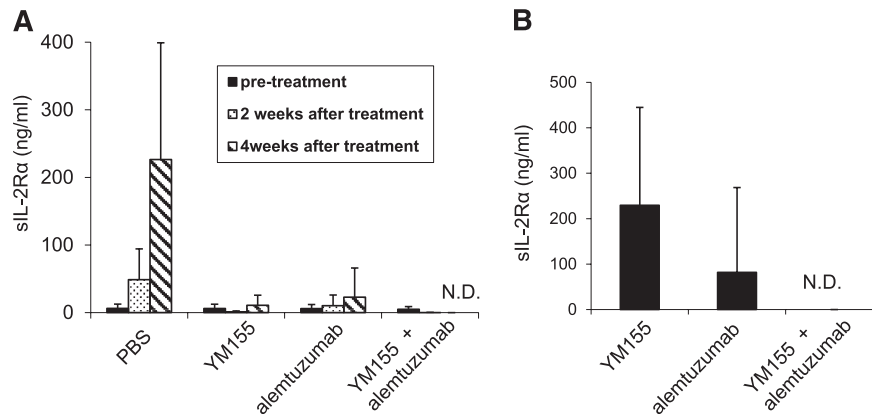 A
400
300
200
100
0
sIL-2Rα (ng/ml)
pre-treatment
2 weeks after treatment
4weeks after treatment
N.D.
PBS
YM155
alemtuzumab
YM155 +
alemtuzumab
B
500
400
300
200
100
0
sIL-2Rα (ng/ml)
N.D.
YM155
alemtuzumab
YM155 +
alemtuzumab